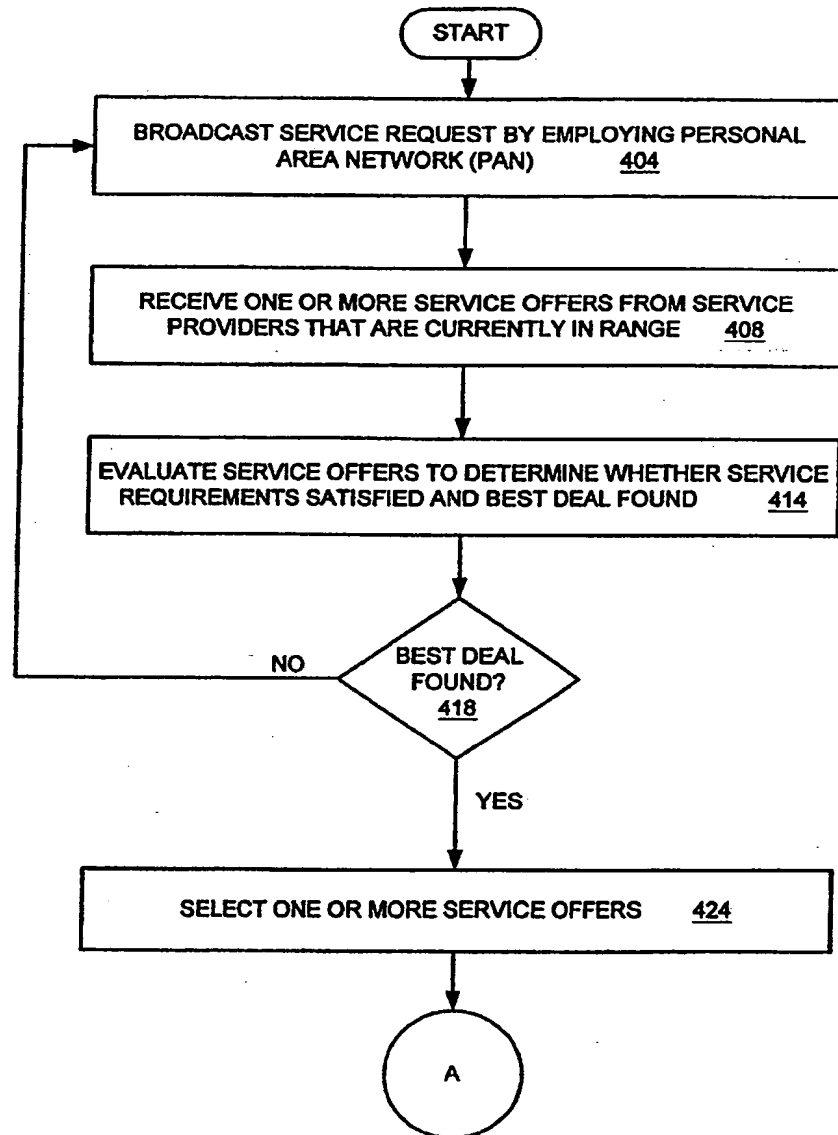 START
BROADCAST SERVICE REQUEST BY EMPLOYING PERSONAL
AREA NETWORK (PAN) 404
RECEIVE ONE OR MORE SERVICE OFFERS FROM SERVICE
PROVIDERS THAT ARE CURRENTLY IN RANGE 408
EVALUATE SERVICE OFFERS TO DETERMINE WHETHER SERVICE
REQUIREMENTS SATISFIED AND BEST DEAL FOUND 414
BEST DEAL
FOUND?
418
NO
YES
SELECT ONE OR MORE SERVICE OFFERS 424
A